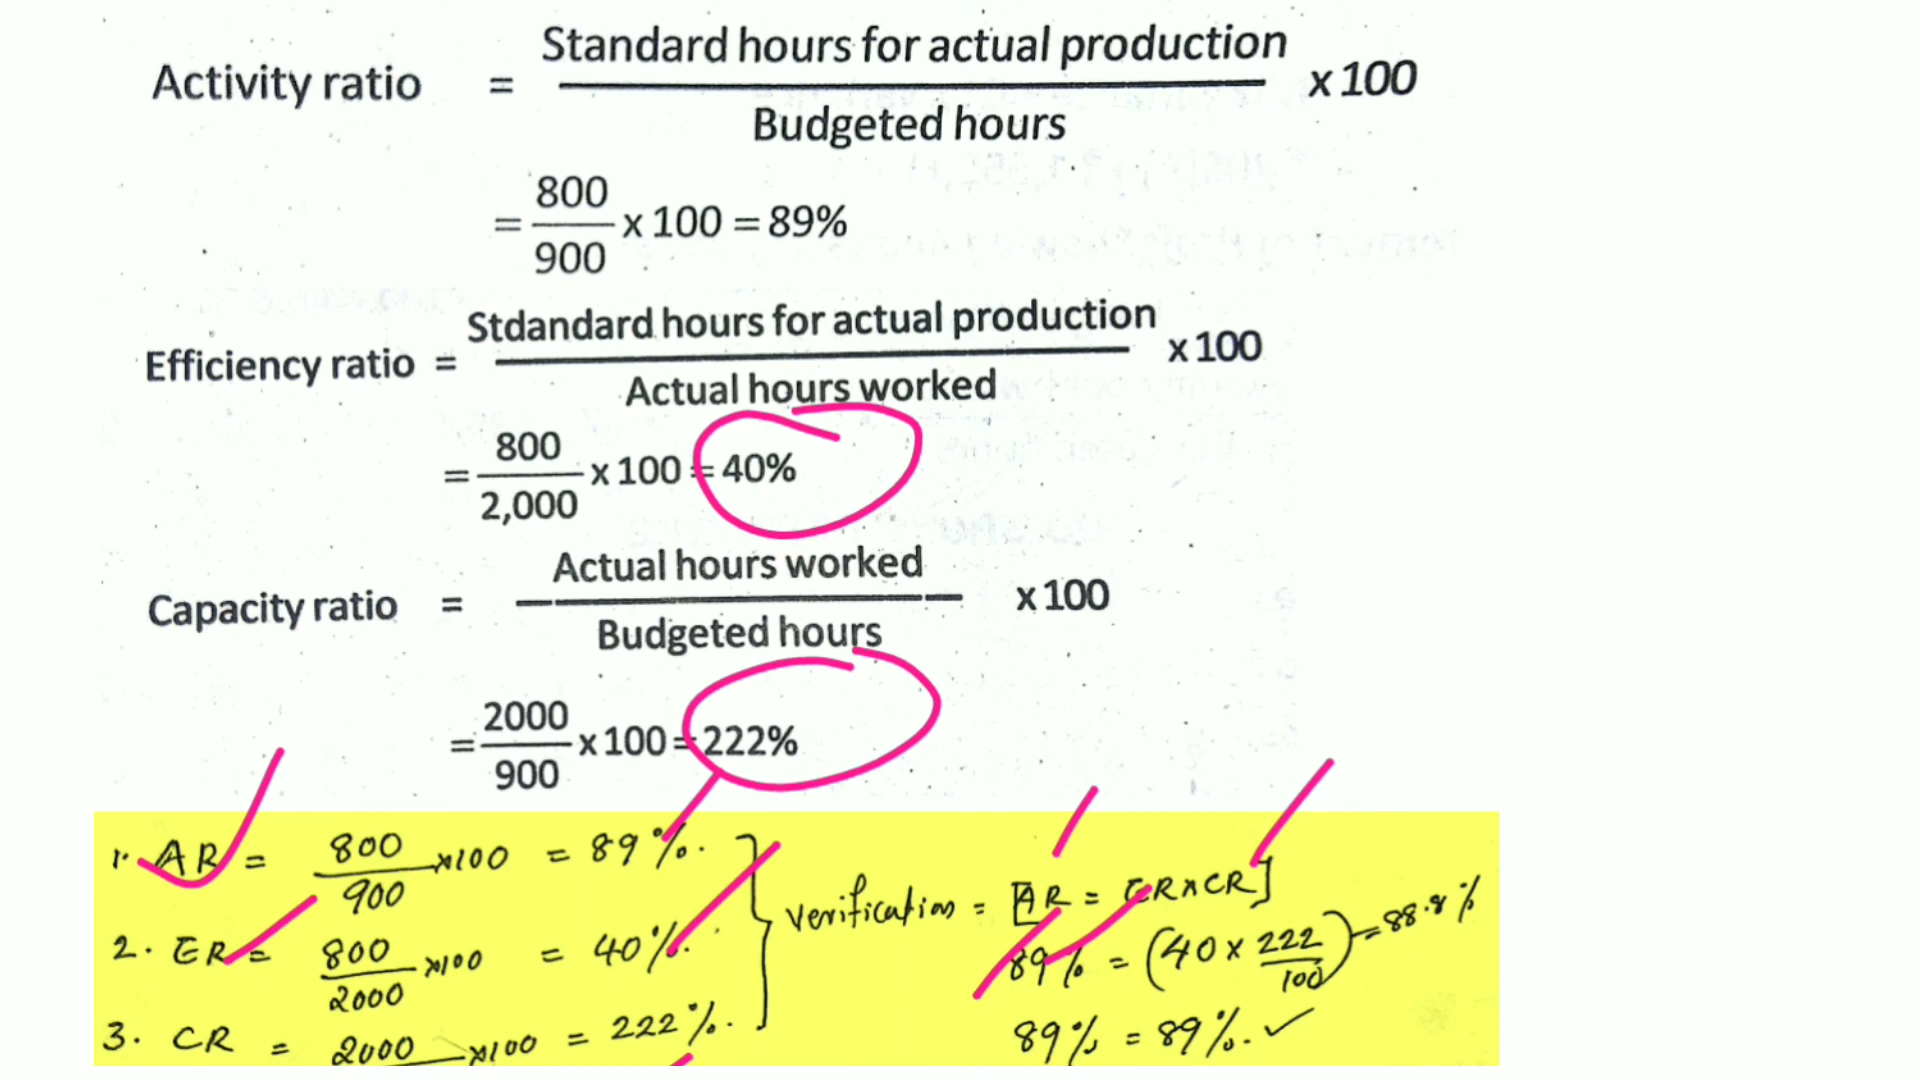 Standard hours for actual production
Activity ratio = x 100
Budgeted hours
800
= x 100 = 89%
900
Stdandard hours for actual production
Efficiency ratio = x 100
Actual hours worked
800
= x 100 = 40%
2,000
Actual hours worked
Capacity ratio = x 100
Budgeted hours
2000
= x 100 = 222%
900
1. AR = 800 x100 = 89%.
900
verification = [AR = ERxCR]
2. ER = 800 x100 = 40%.
2000
89% = (40 x 222) = 88.8%
100
3. CR = 2000 x100 = 222%.
89% = 89%. ✓